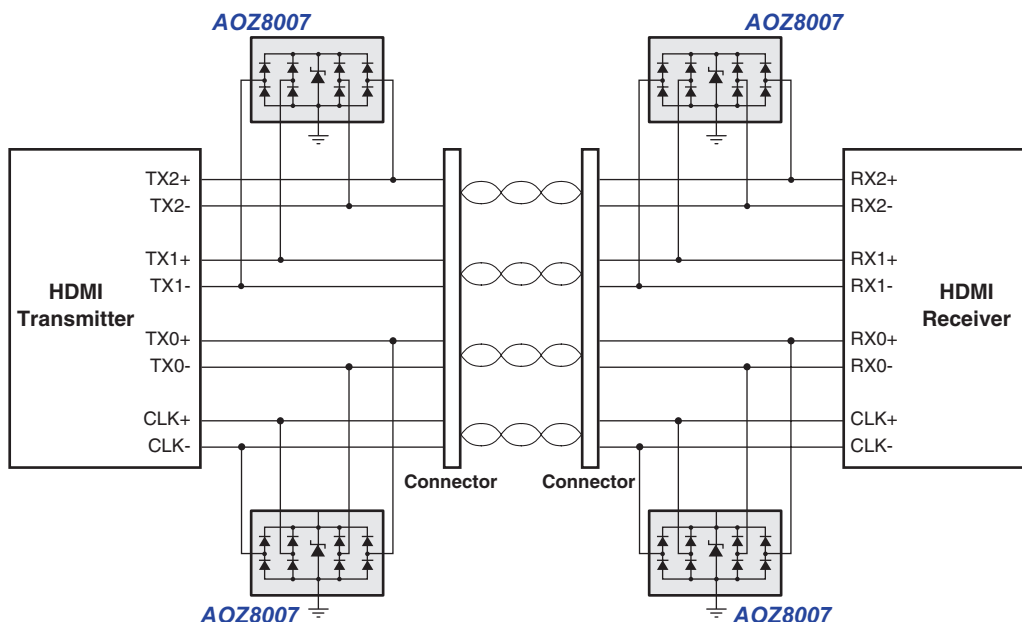 AOZ8007
AOZ8007
HDMI
Transmitter
TX2+
TX2-
TX1+
TX1-
TX0+
TX0-
CLK+
CLK-
Connector
Connector
RX2+
RX2-
RX1+
RX1-
RX0+
RX0-
CLK+
CLK-
HDMI
Receiver
AOZ8007
AOZ8007